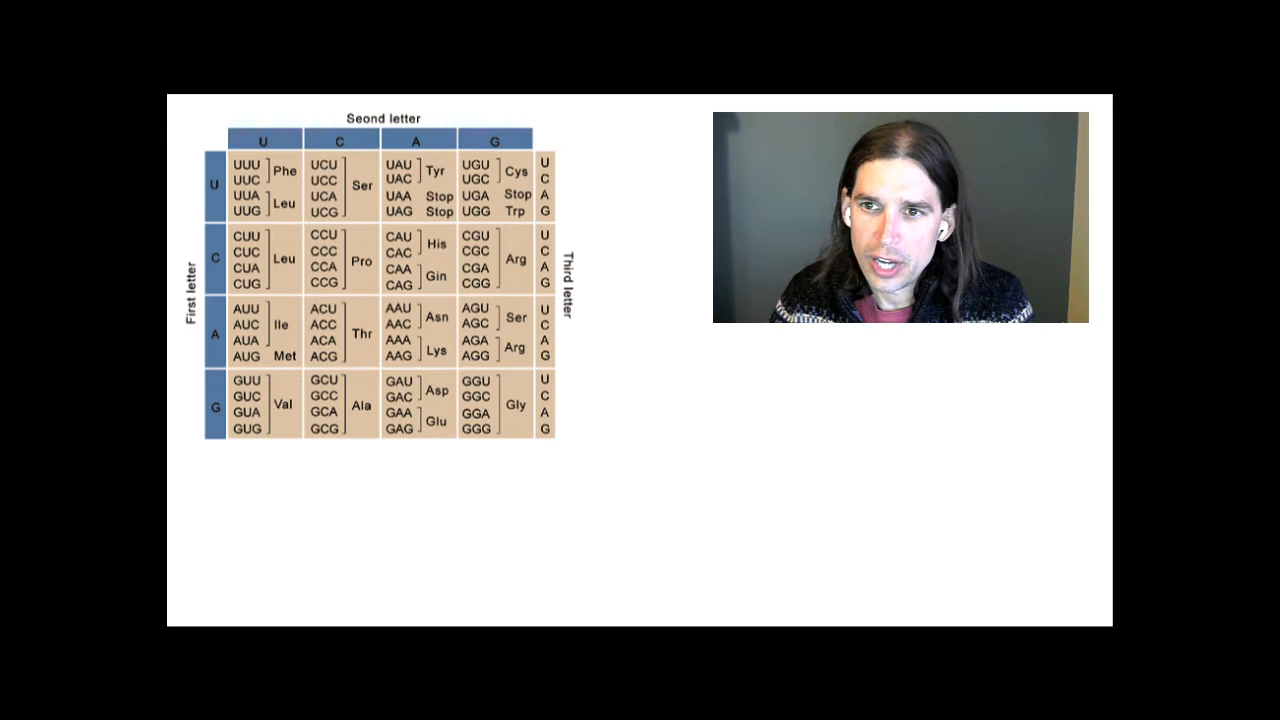 Seond letter
U C A G
First letter
Third letter
U
UUU Phe UCU Ser UAU Tyr UGU Cys U
UUC UCC UAC UGC C
UUA Leu UCA UAA Stop UGA Stop A
UUG UCG UAG Stop UGG Trp G
C
CUU Leu CCU Pro CAU His CGU Arg U
CUC CCC CAC CGC C
CUA CCA CAA Gin CGA A
CUG CCG CAG CGG G
A
AUU Ile ACU Thr AAU Asn AGU Ser U
AUC ACC AAC AGC C
AUA ACA AAA Lys AGA Arg A
AUG Met ACG AAG AGG G
G
GUU Val GCU Ala GAU Asp GGU Gly U
GUC GCC GAC GGC C
GUA GCA GAA Glu GGA A
GUG GCG GAG GGG G